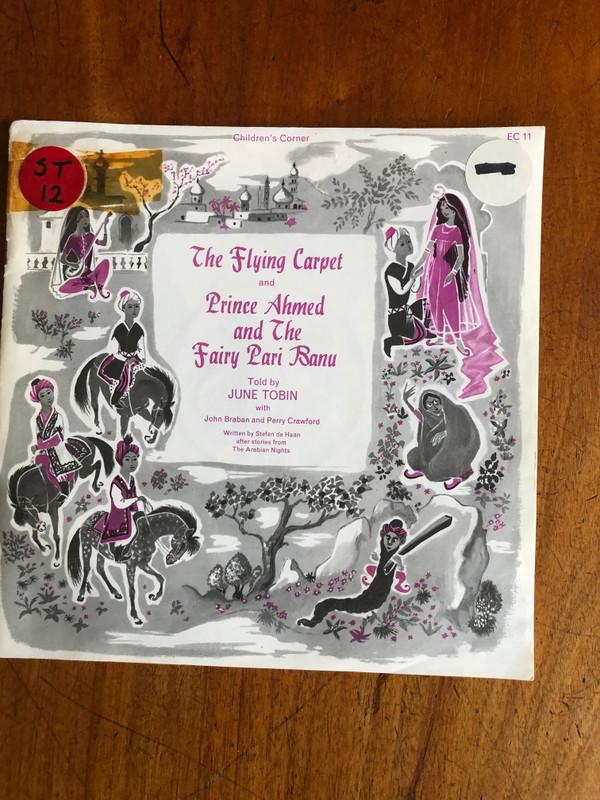 Children's Corner
EC 11
ST
12
The Flying Carpet
and
Prince Ahmed
and The
Fairy Pari Banu
Told by
JUNE TOBIN
with
John Braban and Perry Crawford
Written by Stefan de Haan
after stories from
The Arabian Nights